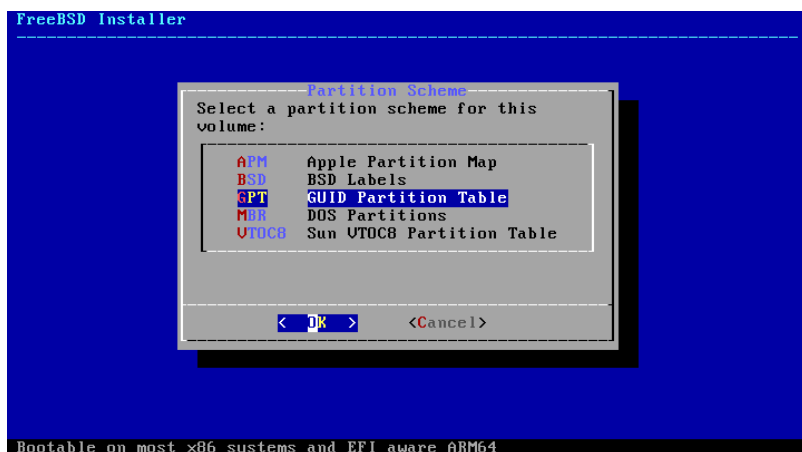 FreeBSD Installer
Partition Scheme
Select a partition scheme for this
volume:
APM Apple Partition Map
BSD BSD Labels
GPT GUID Partition Table
MBR DOS Partitions
VTOC8 Sun VTOC8 Partition Table
< OK > <Cancel>
Bootable on most x86 systems and EFI aware ARM64